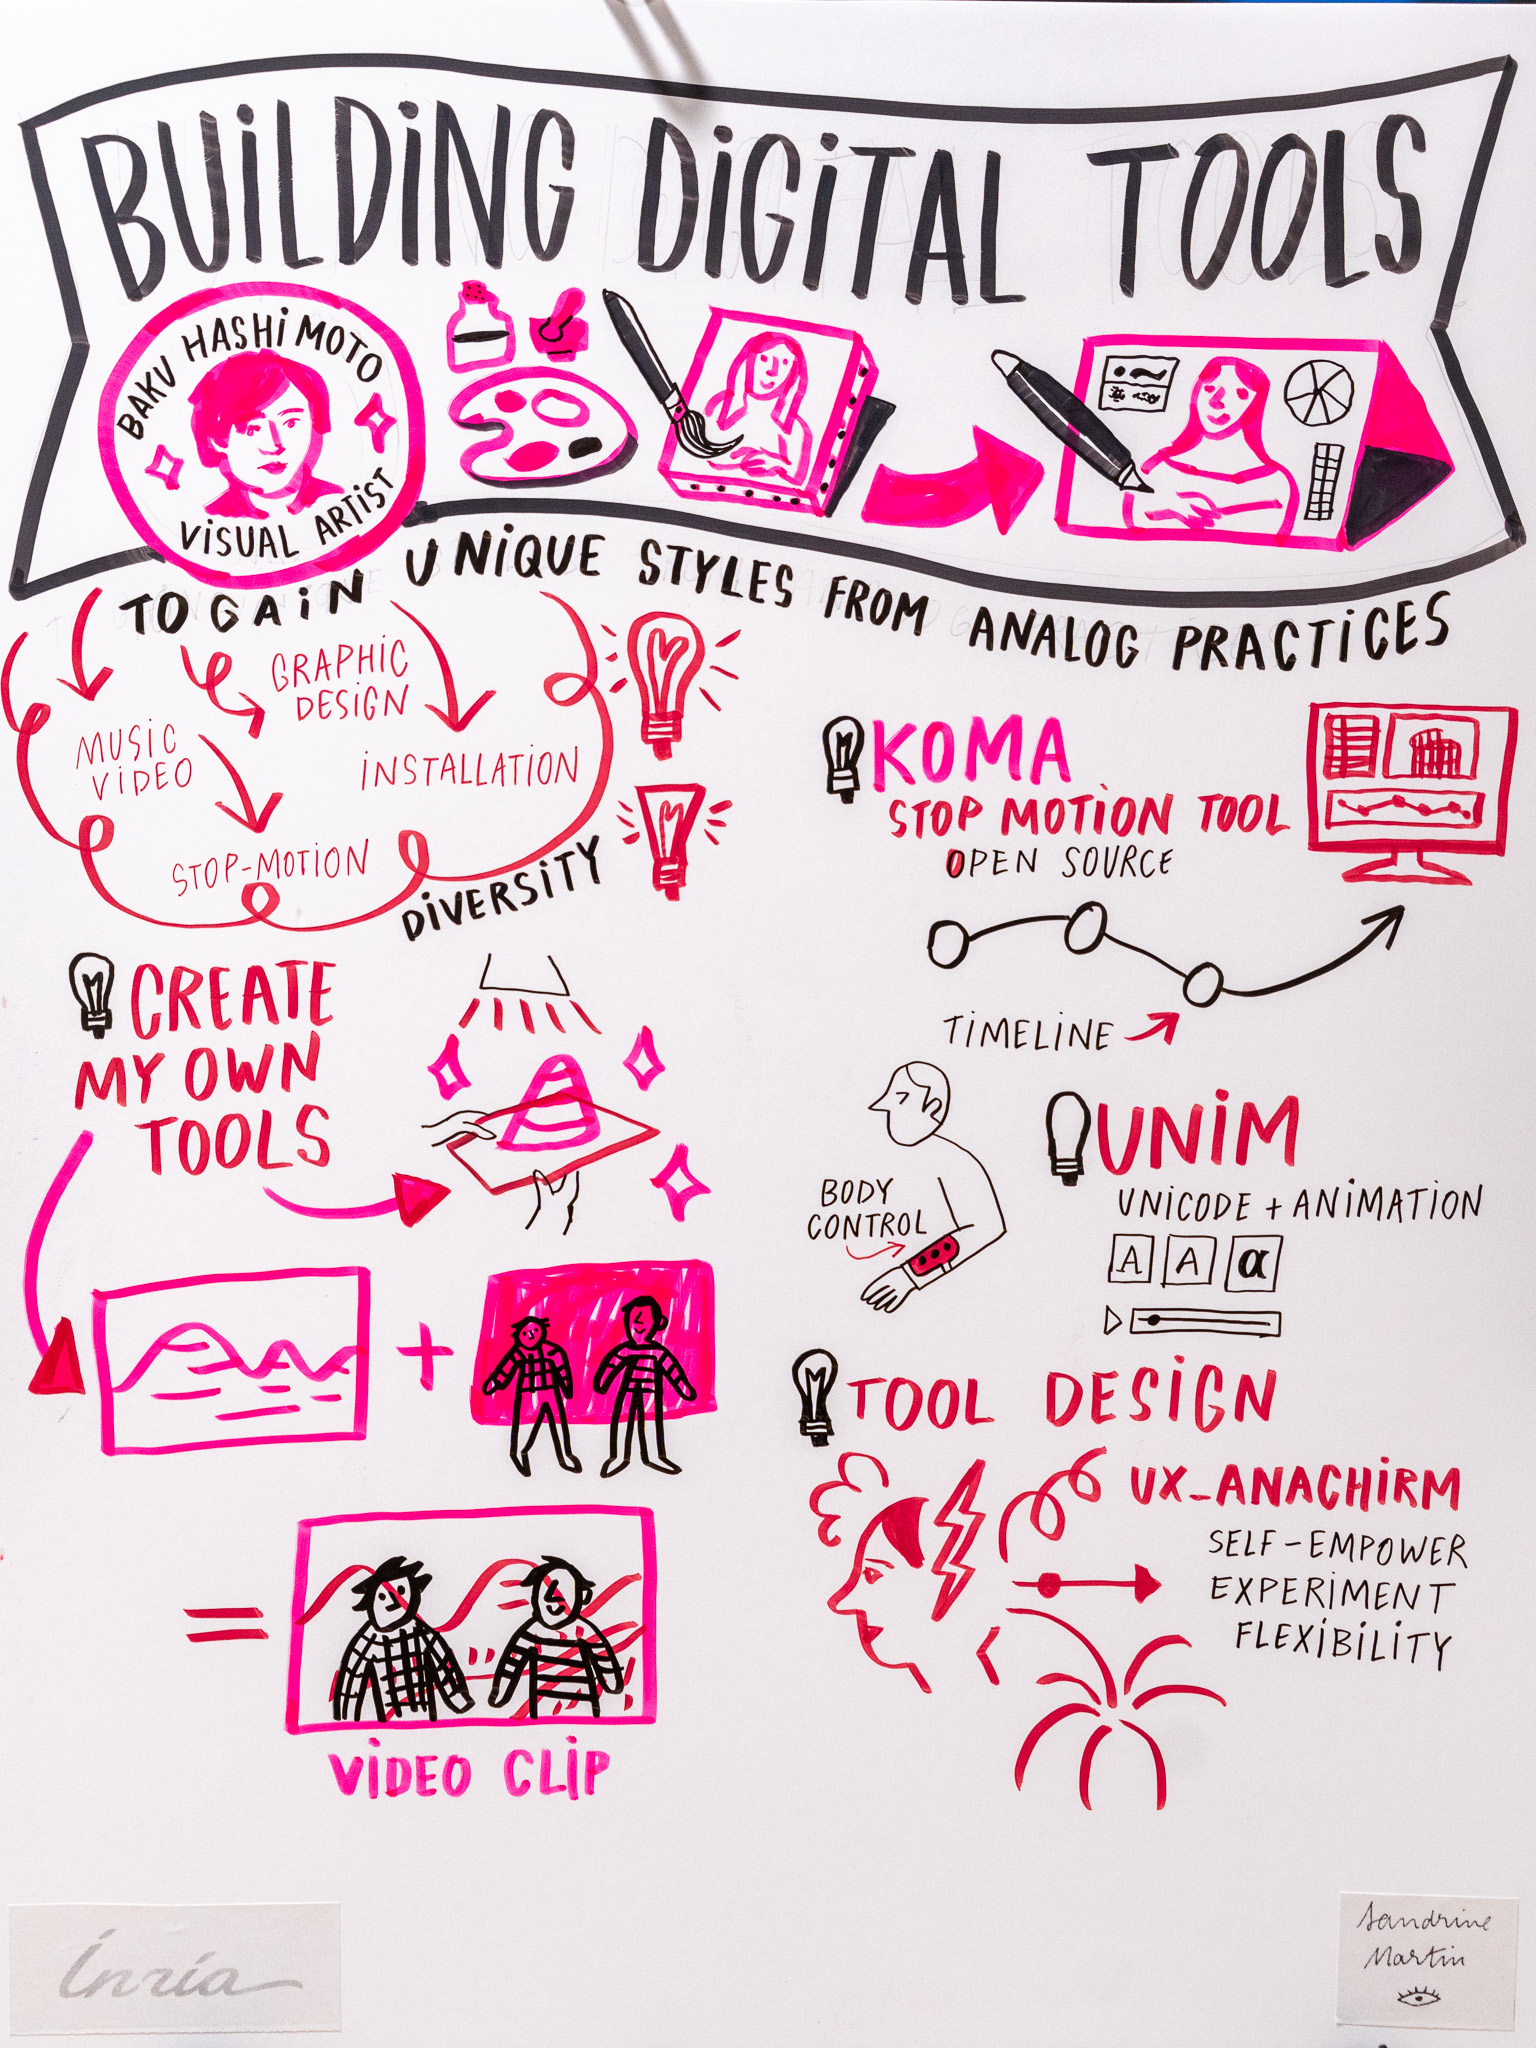 BUILDING DIGITAL TOOLS
BAKU HASHIMOTO
VISUAL ARTIST
TO GAIN UNIQUE STYLES FROM ANALOG PRACTICES
GRAPHIC
DESIGN
MUSIC
VIDEO
INSTALLATION
STOP-MOTION
DIVERSITY
CREATE
MY OWN
TOOLS
VIDEO CLIP
KOMA
STOP MOTION TOOL
OPEN SOURCE
TIMELINE
UNIM
UNICODE + ANIMATION
BODY
CONTROL
A A α
TOOL DESIGN
UX_ANACHIRM
SELF-EMPOWER
EXPERIMENT
FLEXIBILITY
Inria
Sandrine
Martin